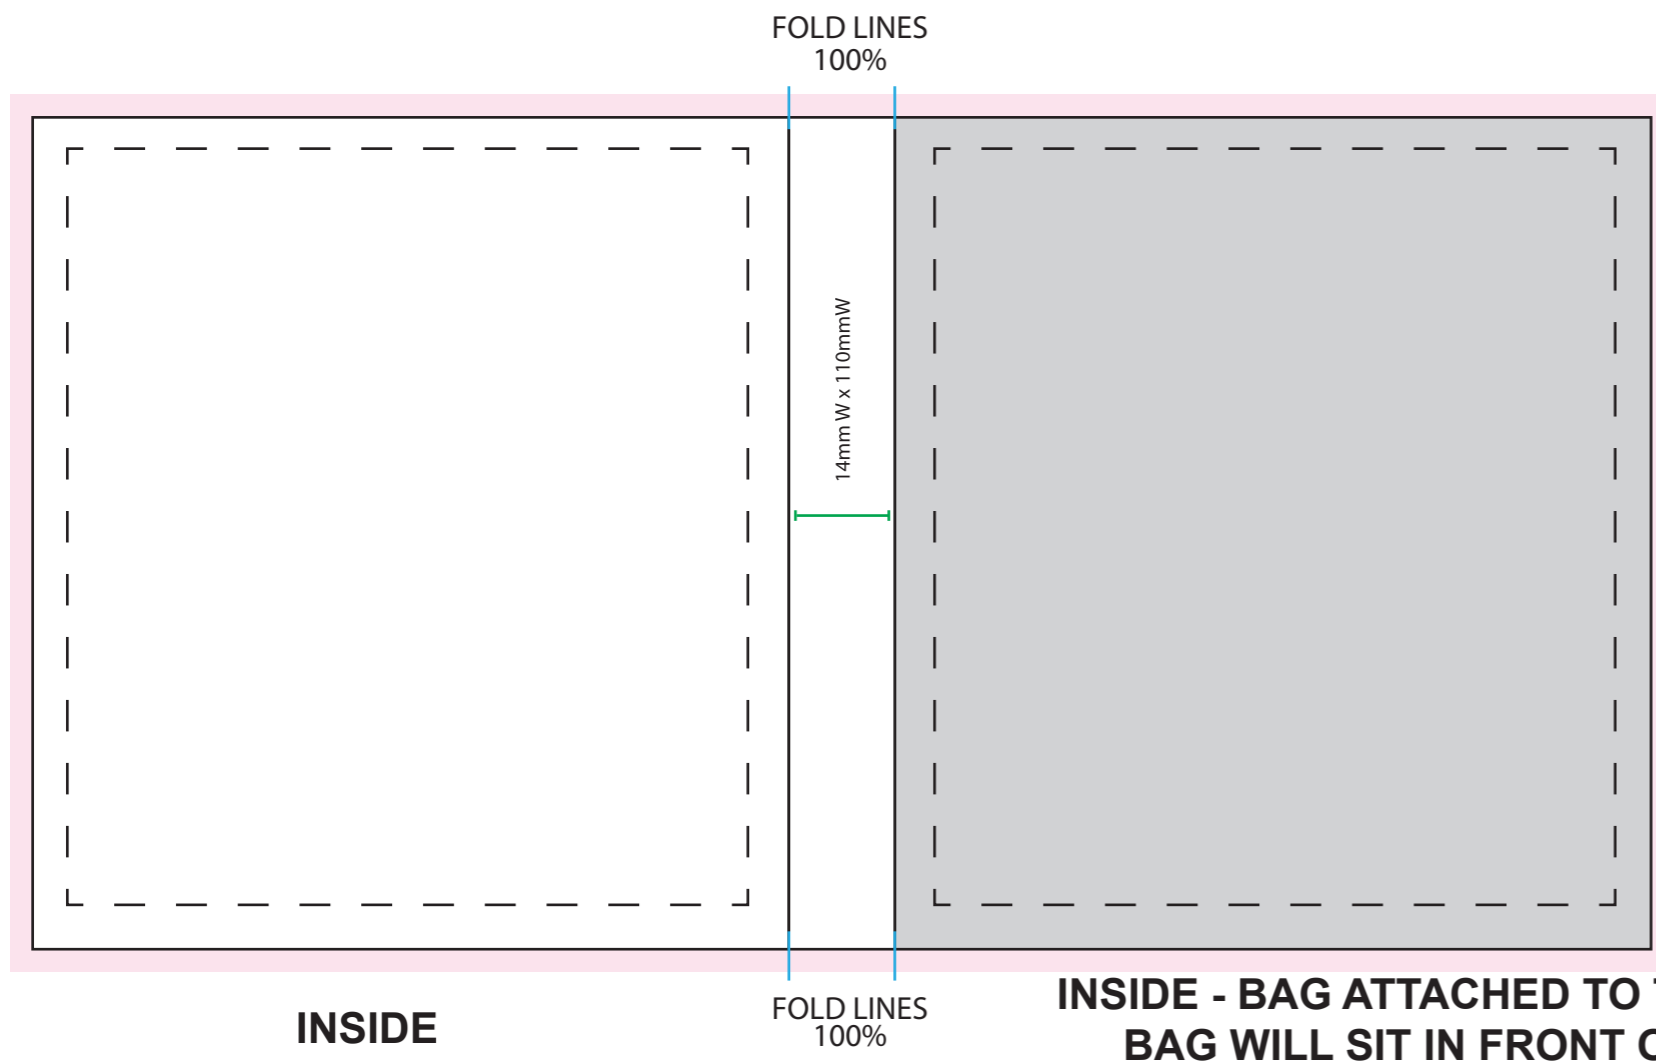 FOLD LINES
100%
14mm W x 110mmW
INSIDE
FOLD LINES
100%
INSIDE - BAG ATTACHED TO
BAG WILL SIT IN FRONT